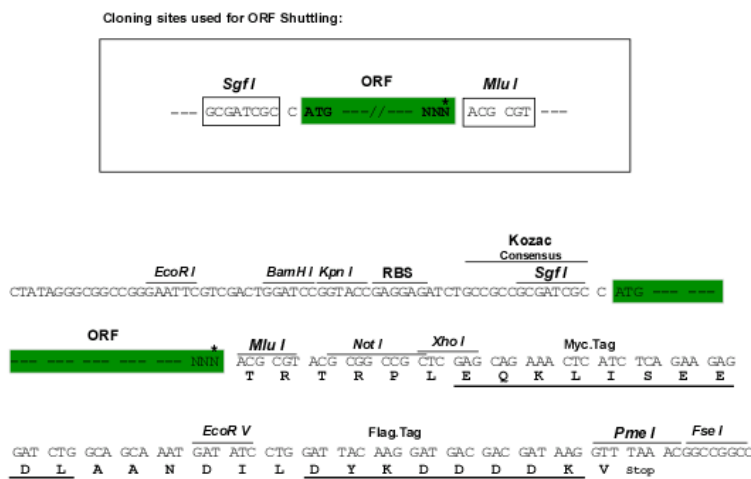 Cloning sites used for ORF Shuttling:
Sgf I ORF Mlu I
--- GCGATCGC C ATG ---//--- NNN* ACG CGT ---
Kozac
Consensus
EcoR I BamH I Kpn I RBS Sgf I
CTATAGGGCGGCCGGGAATTCGTCGACTGGATCCGGTACCGAGGAGATCTGCCGCCGCGATCGC C ATG --- ---
ORF Mlu I Not I Xho I Myc.Tag
--- --- --- --- --- --- NNN* ACG CGT ACG CGG CCG CTC GAG CAG AAA CTC ATC TCA GAA GAG
T R T R P L E Q K L I S E E
EcoR V Flag.Tag Pme I Fse I
GAT CTG GCA GCA AAT GAT ATC CTG GAT TAC AAG GAT GAC GAC GAT AAG GTT TAA ACGGCCGGCC
D L A A N D I L D Y K D D D D K V Stop